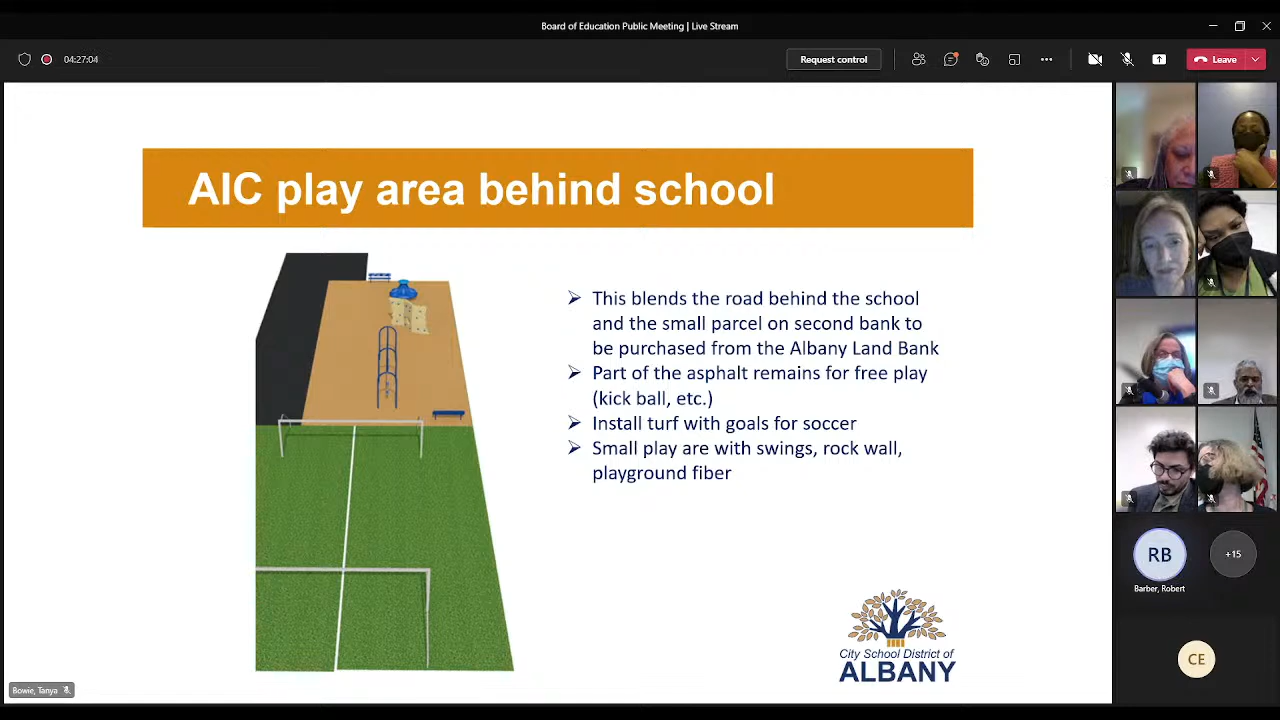 Board of Education Public Meeting | Live Stream
04:27:04
Request control
Leave
AIC play area behind school
➢ This blends the road behind the school
and the small parcel on second bank to
be purchased from the Albany Land Bank
➢ Part of the asphalt remains for free play
(kick ball, etc.)
➢ Install turf with goals for soccer
➢ Small play are with swings, rock wall,
playground fiber
City School District of
ALBANY
RB
+15
Barber, Robert
CE
Bowie, Tanya